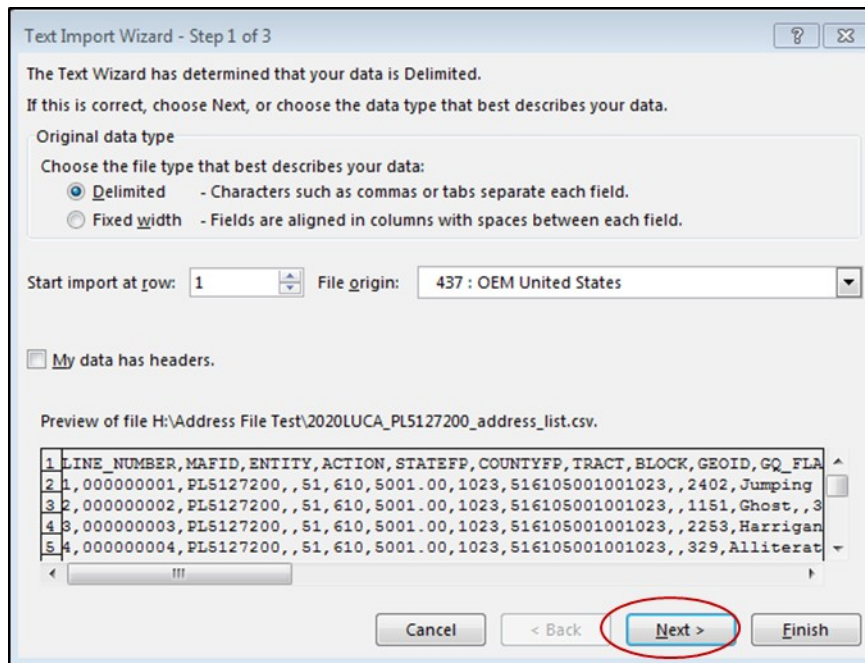 Text Import Wizard - Step 1 of 3
The Text Wizard has determined that your data is Delimited.
If this is correct, choose Next, or choose the data type that best describes your data.
Original data type
Choose the file type that best describes your data:
Delimited - Characters such as commas or tabs separate each field.
Fixed width - Fields are aligned in columns with spaces between each field.
Start import at row: 1 File origin: 437 : OEM United States
My data has headers.
Preview of file H:\Address File Test\2020LUCA_PL5127200_address_list.csv.
1 LINE_NUMBER,MAFID,ENTITY,ACTION,STATEFP,COUNTYFP,TRACT,BLOCK,GEOID,GQ_FLA
2 1,000000001,PL5127200,,51,610,5001.00,1023,516105001001023,,2402,Jumping
3 2,000000002,PL5127200,,51,610,5001.00,1023,516105001001023,,1151,Ghost,,3
4 3,000000003,PL5127200,,51,610,5001.00,1023,516105001001023,,2253,Harrigan
5 4,000000004,PL5127200,,51,610,5001.00,1023,516105001001023,,329,Alliterat
Cancel < Back Next > Finish